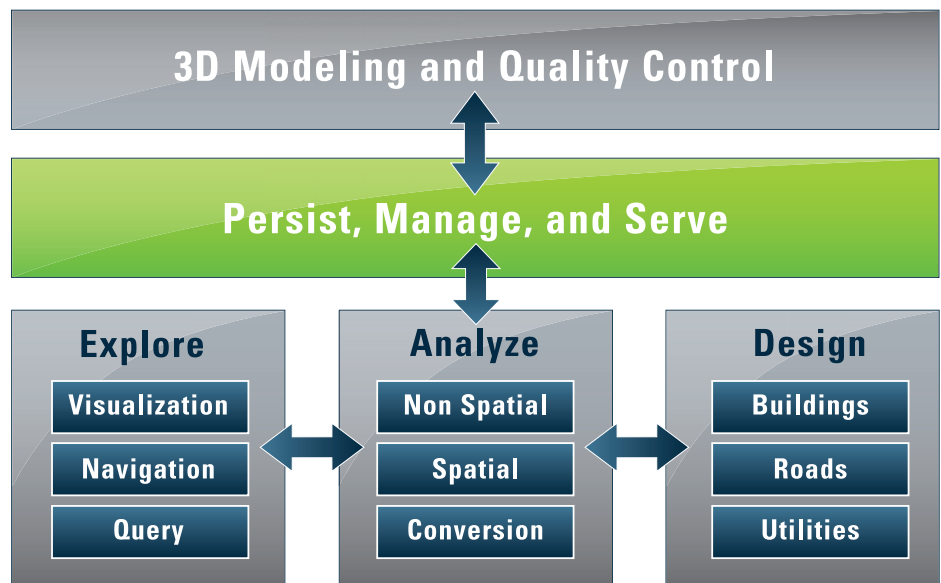 3D Modeling and Quality Control
Persist, Manage, and Serve
Explore
Visualization
Navigation
Query
Analyze
Non Spatial
Spatial
Conversion
Design
Buildings
Roads
Utilities